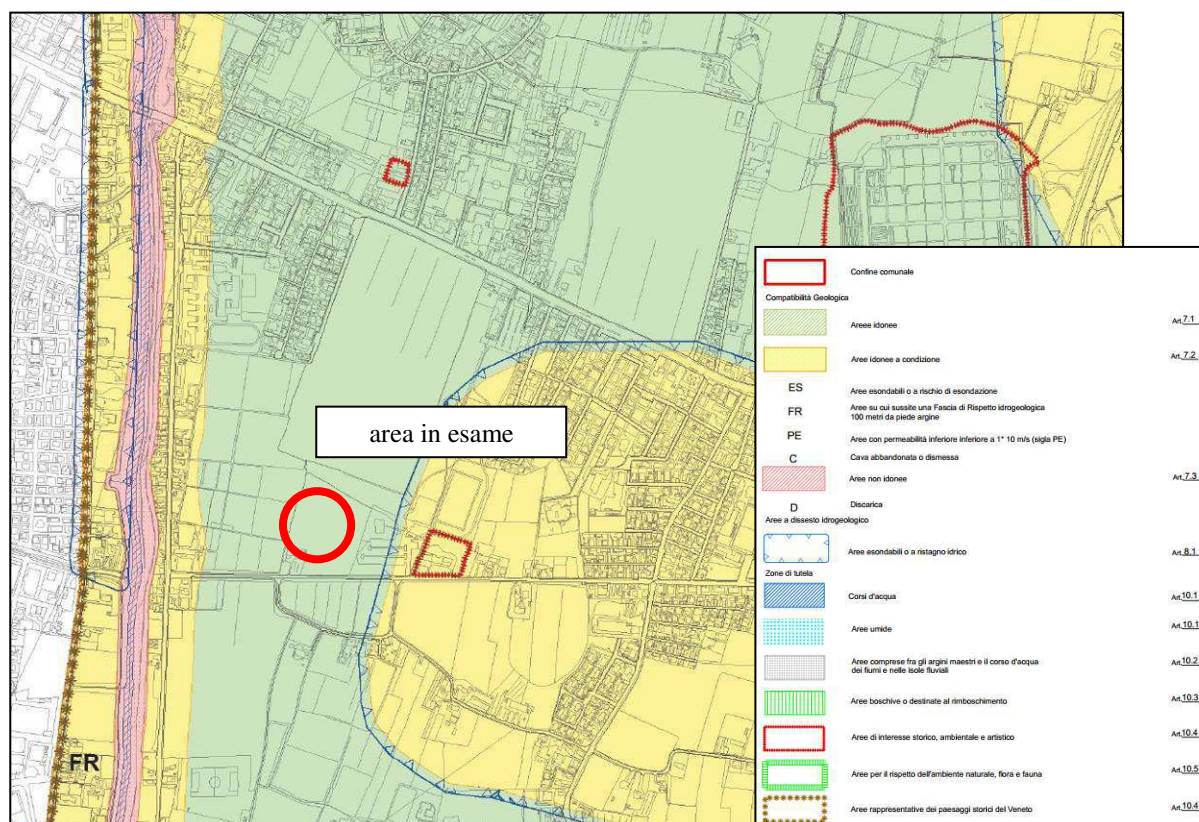 area in esame
FR
Confine comunale
Compatibilità Geologica
Areee idonee Art. 7.1
Aree idonee a condizione Art. 7.2
ES Aree esondabili o a rischio di esondazione
FR Aree su cui sussite una Fascia di Rispetto idrogeologica
100 metri da piede argine
PE Aree con permeabilità inferiore inferiore a 1* 10 m/s (sigla PE)
C Cava abbandonata o dismessa
Aree non idonee Art. 7.3
D Discarica
Aree a dissesto idrogeologico
Aree esondabili o a ristagno idrico Art. 8.1
Zone di tutela
Corsi d'acqua Art. 10.1
Aree umide Art. 10.1
Aree comprese fra gli argini maestri e il corso d'acqua Art. 10.2
dei fiumi e nelle isole fluviali
Aree boschive o destinate al rimboschimento Art. 10.3
Aree di interesse storico, ambientale e artistico Art. 10.4
Aree per il rispetto dell'ambiente naturale, flora e fauna Art. 10.5
Aree rappresentative dei paesaggi storici del Veneto Art. 10.4